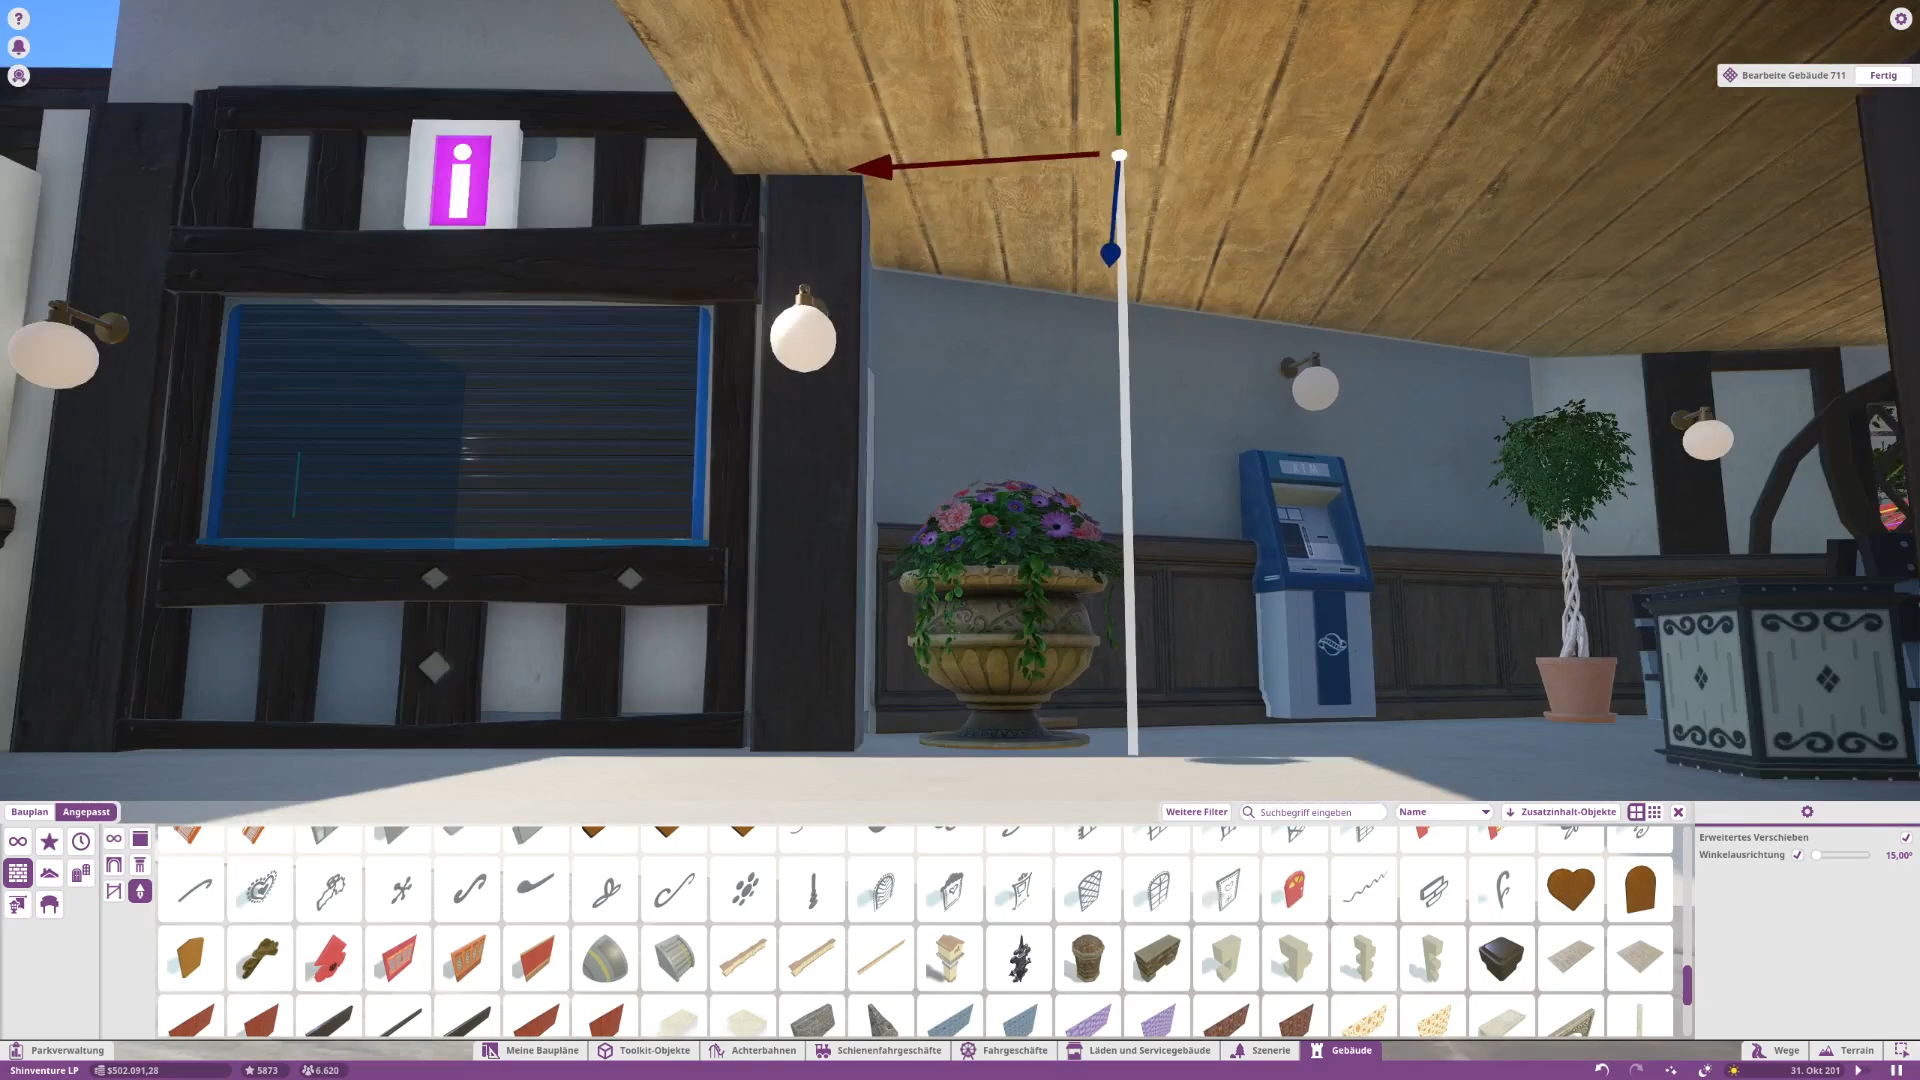 Bearbeite Gebäude 711
Fertig
i
ATM
Bauplan
Angepasst
Weitere Filter
Suchbegriff eingeben
Name
Zusatzinhalt-Objekte
Erweitertes Verschieben
Winkelausrichtung
15,00°
Parkverwaltung
Meine Baupläne
Toolkit-Objekte
Achterbahnen
Schienenfahrgeschäfte
Fahrgeschäfte
Läden und Servicegebäude
Szenerie
Gebäude
Wege
Terrain
Shinventure LP
$502.091,28
5873
6.620
31. Okt 201